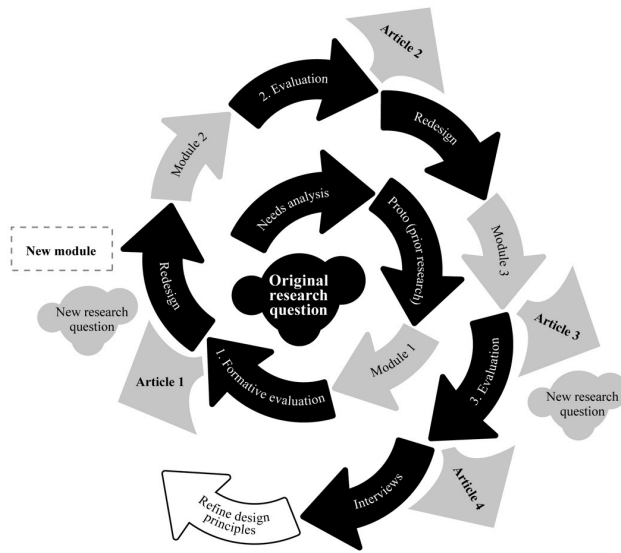 Article 2
2. Evaluation
Redesign
Module 2
Needs analysis
Proto (prior research)
Module 3
New module
Redesign
Original
research
question
New research
question
Article 3
Module 1
Article 1
1. Formative evaluation
3. Evaluation
New research
question
Article 4
Interviews
Refine design
principles